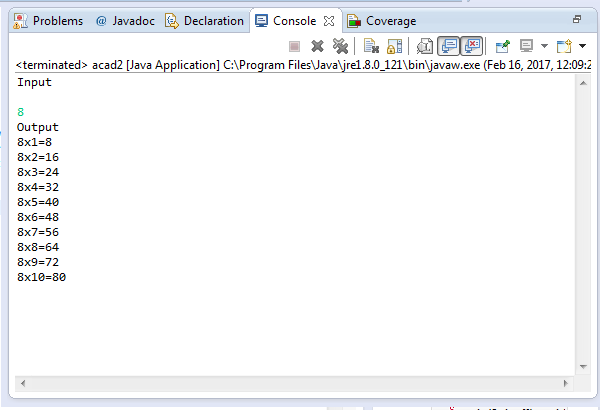 Problems @ Javadoc Declaration Console Coverage
<terminated> acad2 [Java Application] C:\Program Files\Java\jre1.8.0_121\bin\javaw.exe (Feb 16, 2017, 12:09:2
Input
8
Output
8x1=8
8x2=16
8x3=24
8x4=32
8x5=40
8x6=48
8x7=56
8x8=64
8x9=72
8x10=80